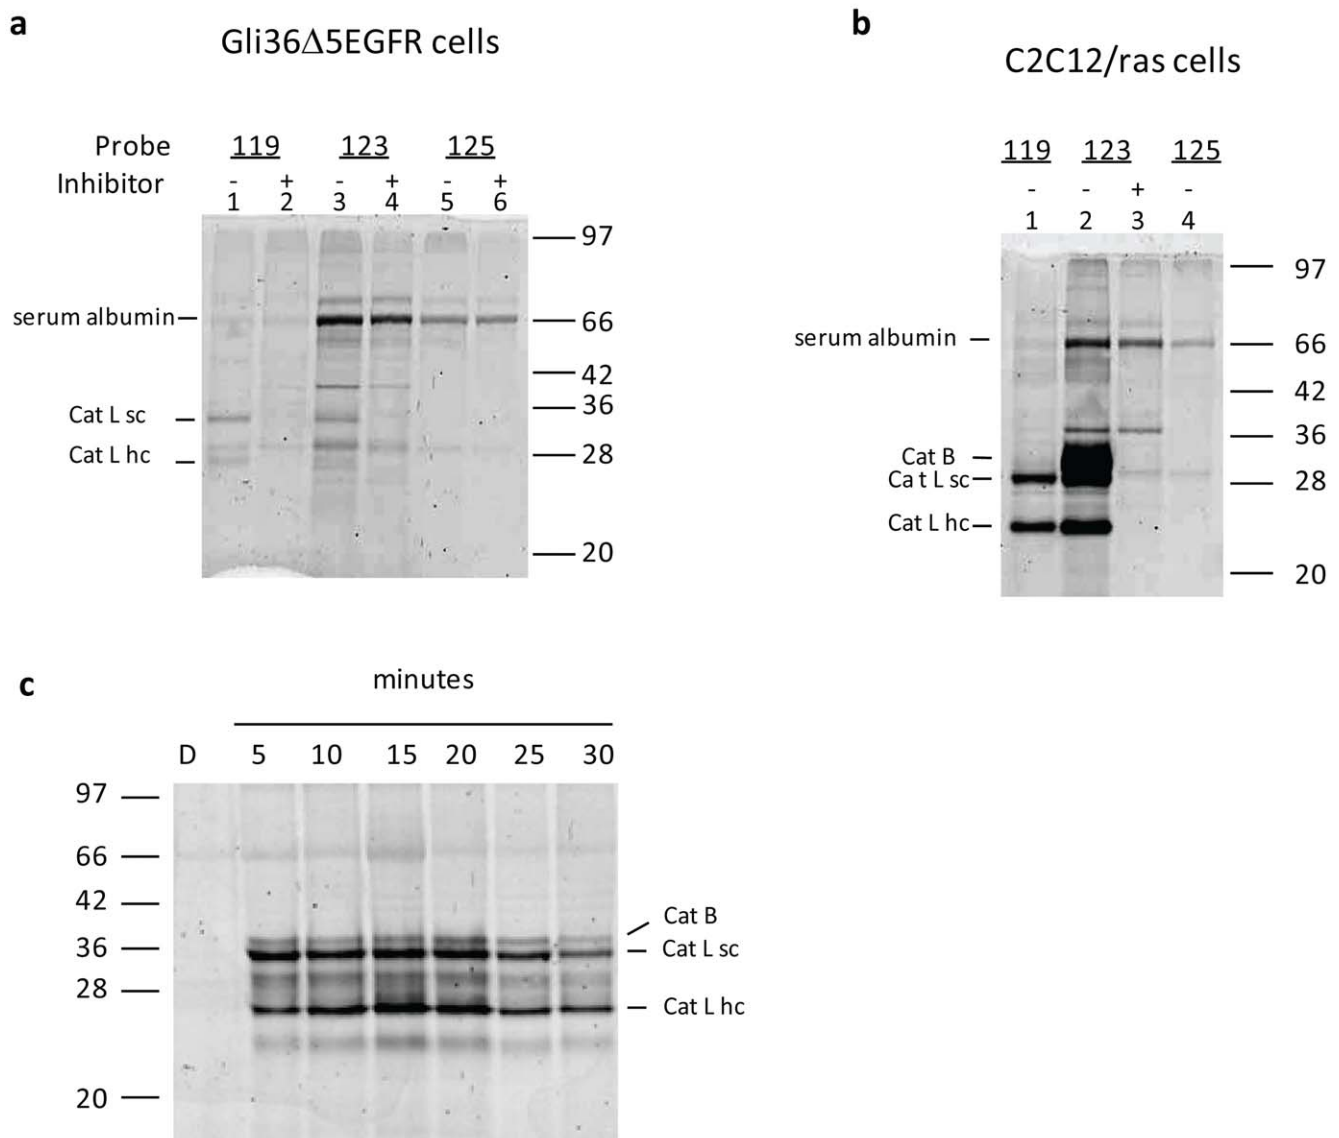 a
Gli36Δ5EGFR cells
Probe 119 123 125
Inhibitor - + - + - +
1 2 3 4 5 6
97
serum albumin 66
42
36
Cat L sc
Cat L hc 28
20
b
C2C12/ras cells
119 123 125
- - + -
1 2 3 4
97
serum albumin 66
42
36
Cat B
Cat L sc 28
Cat L hc
20
c
minutes
D 5 10 15 20 25 30
97
66
42
Cat B
36 Cat L sc
28
Cat L hc
20